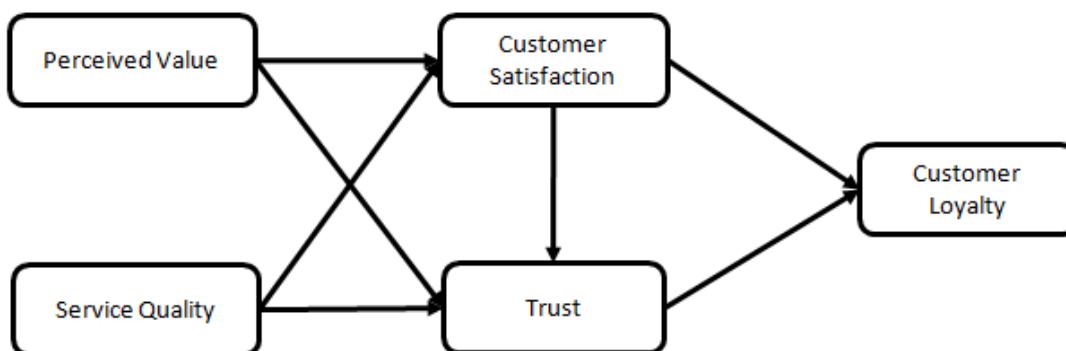 Perceived Value
Customer
Satisfaction
Customer
Loyalty
Service Quality
Trust